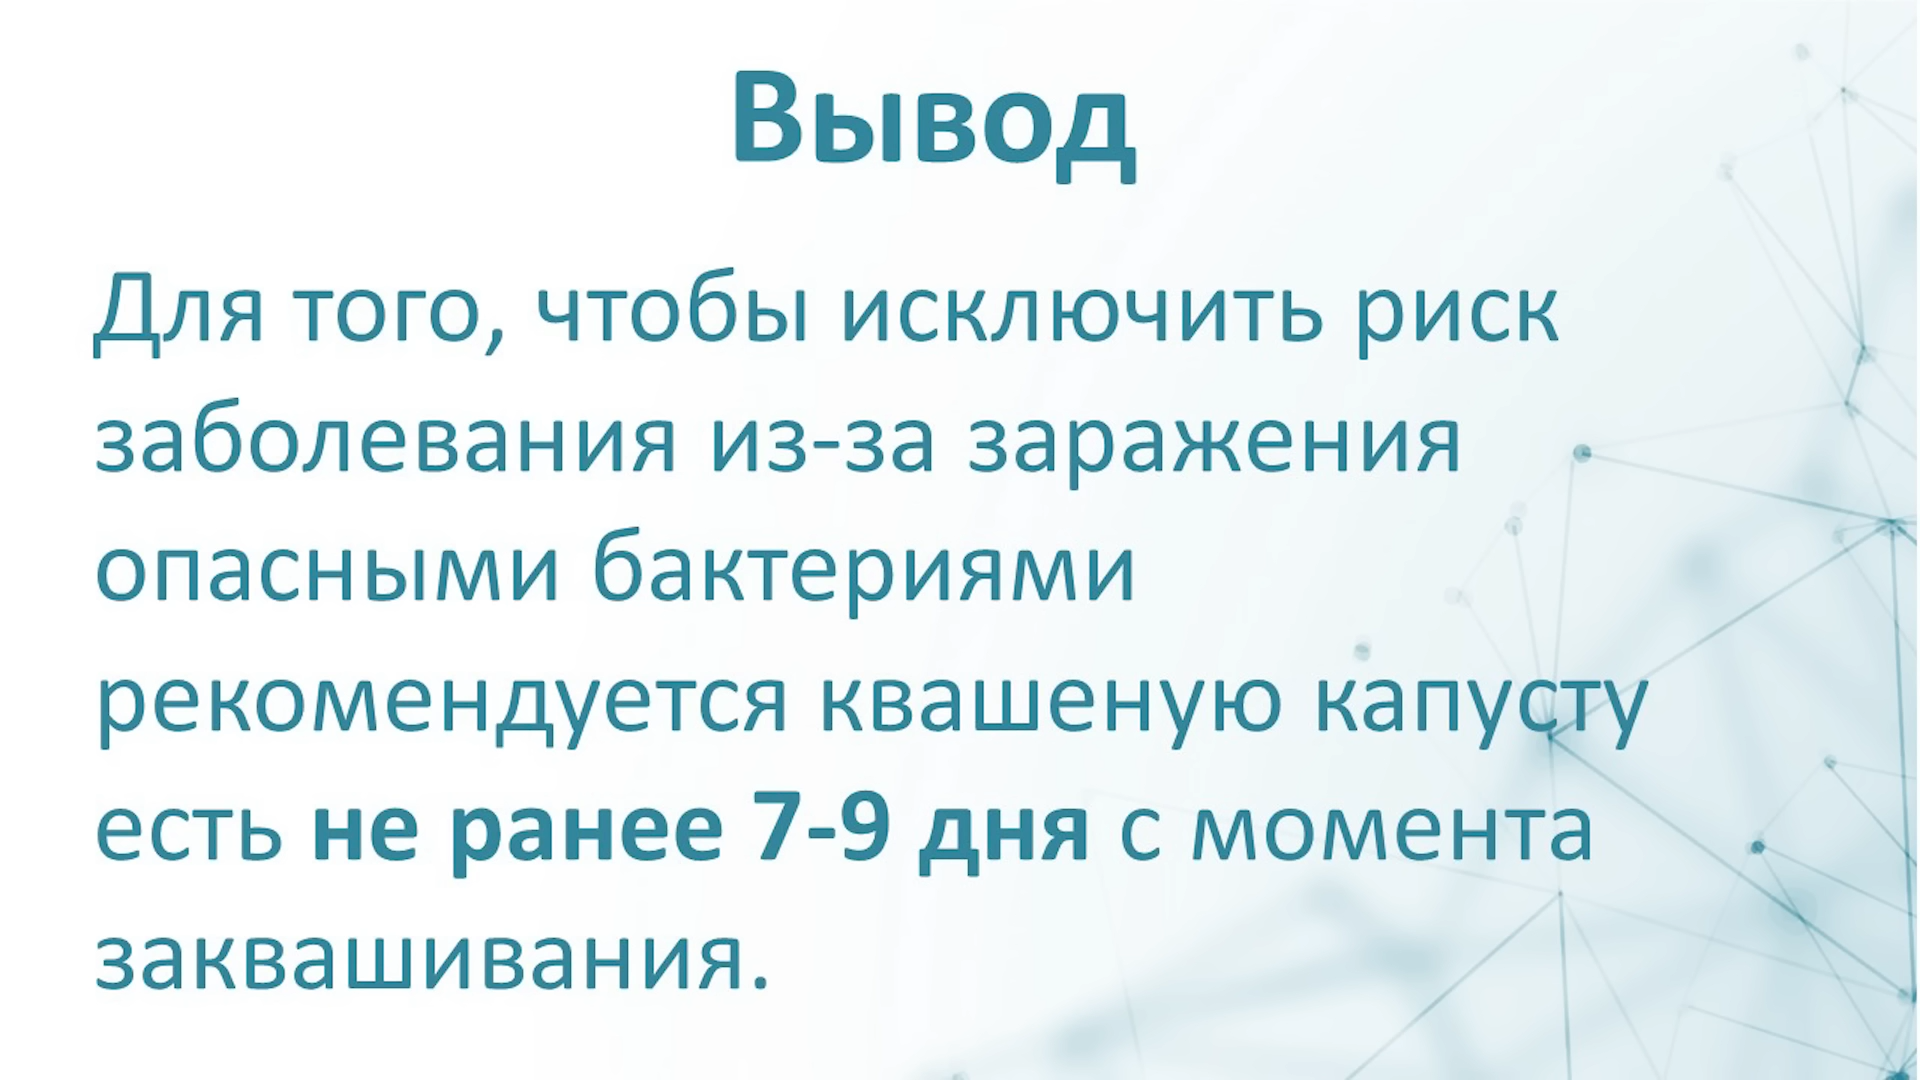 Вывод
Для того, чтобы исключить риск
заболевания из-за заражения
опасными бактериями
рекомендуется квашеную капусту
есть не ранее 7-9 дня с момента
заквашивания.